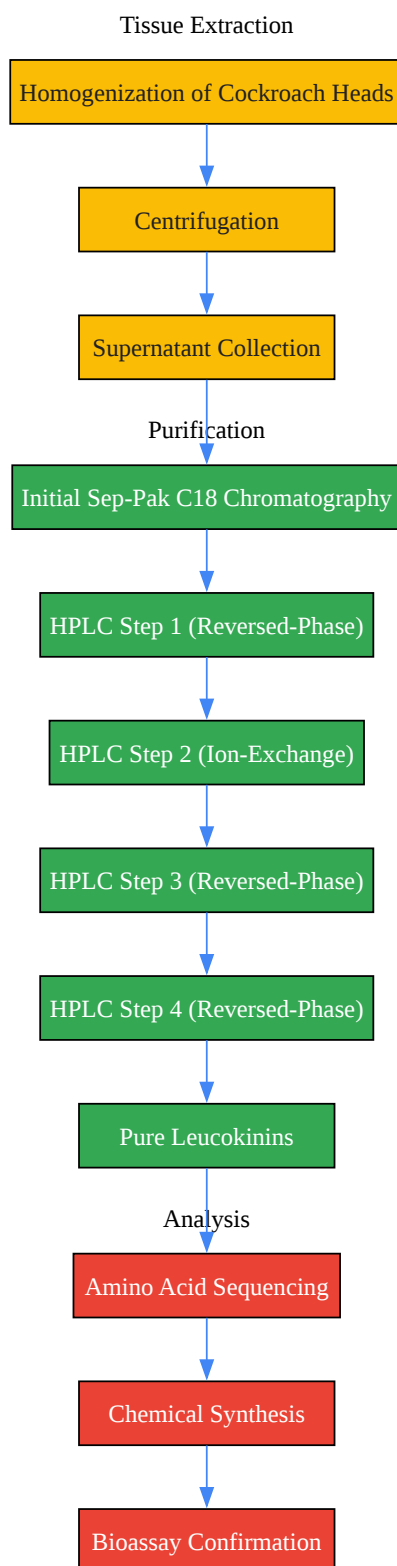 Tissue Extraction
Homogenization of Cockroach Heads
Centrifugation
Supernatant Collection
Purification
Initial Sep-Pak C18 Chromatography
HPLC Step 1 (Reversed-Phase)
HPLC Step 2 (Ion-Exchange)
HPLC Step 3 (Reversed-Phase)
HPLC Step 4 (Reversed-Phase)
Pure Leucokinins
Analysis
Amino Acid Sequencing
Chemical Synthesis
Bioassay Confirmation